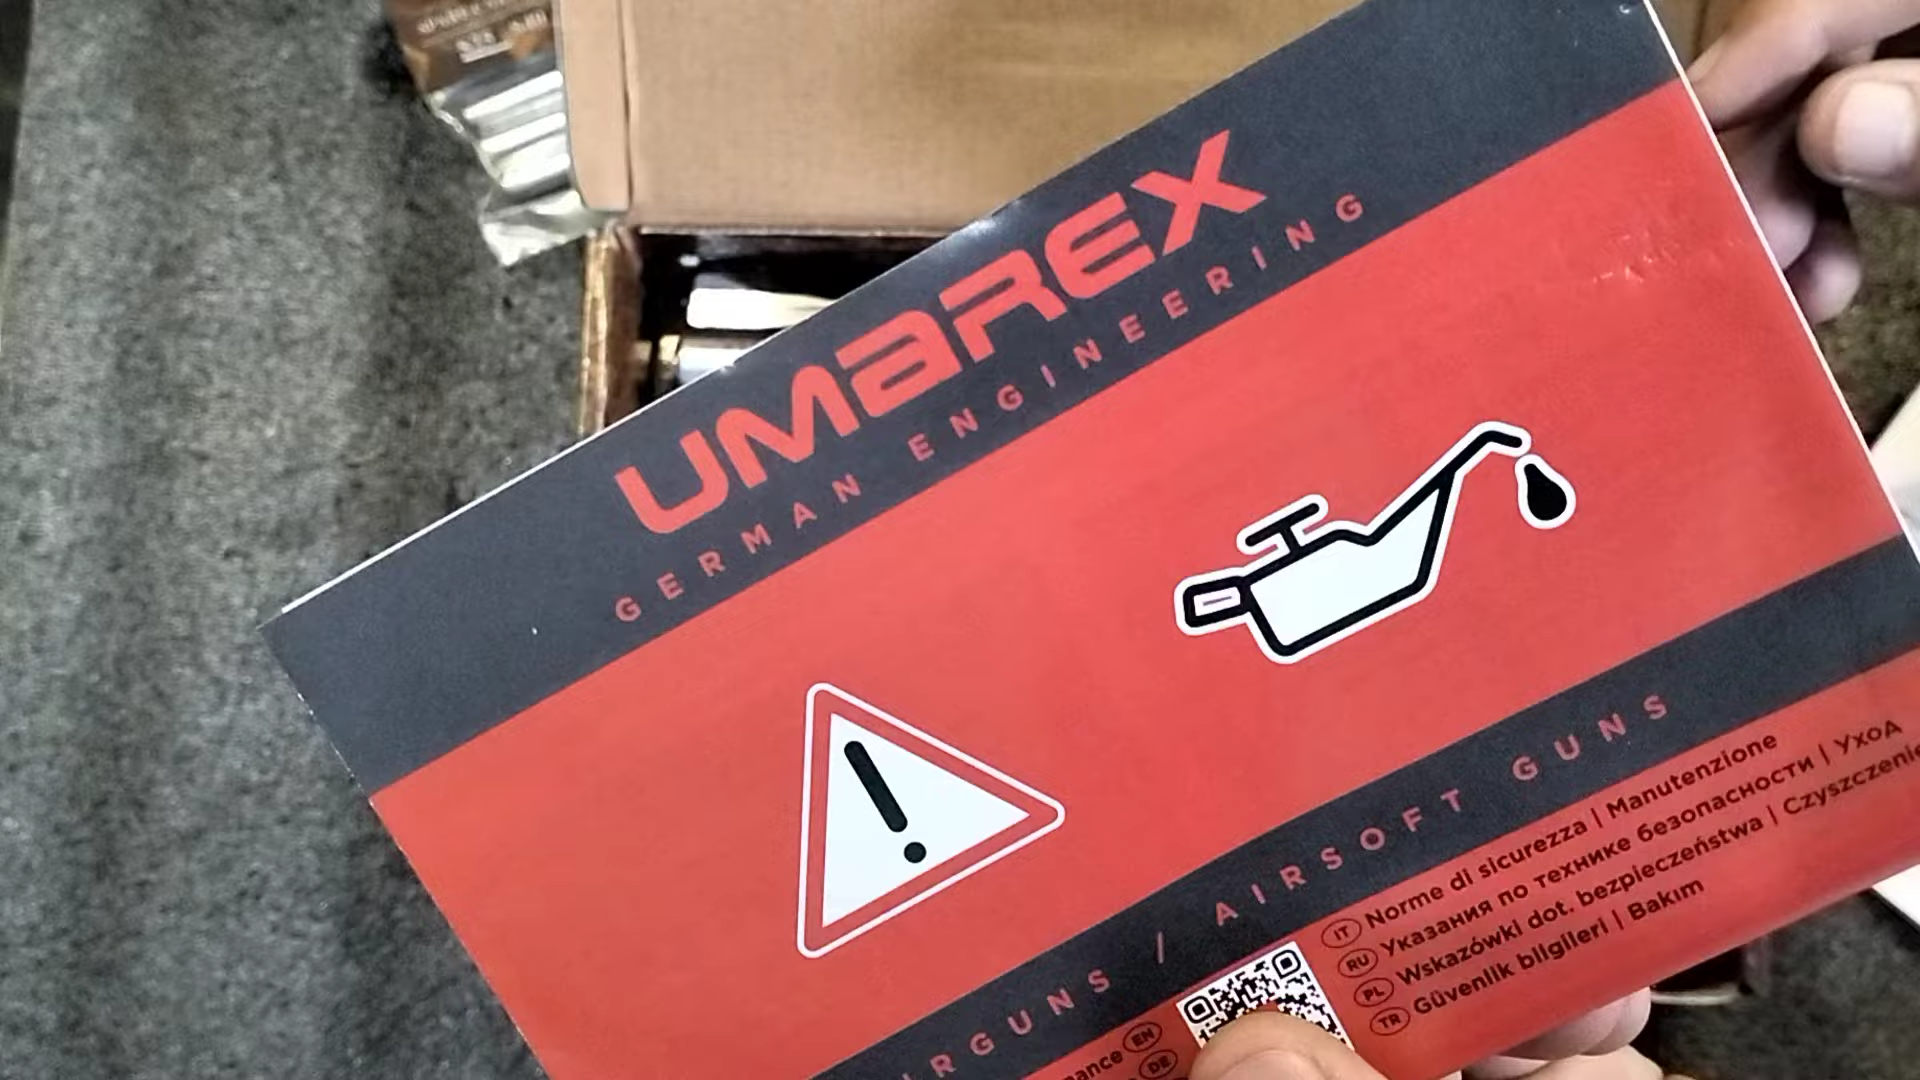 UMAREX
GERMAN ENGINEERING
AIRSOFT GUNS
IT Norme di sicurezza | Manutenzione
RU Указания по технике безопасности | Уход
PL Wskazówki dot. bezpieczeństwa | Czyszczenie
TR Güvenlik bilgileri | Bakım
EN
DE